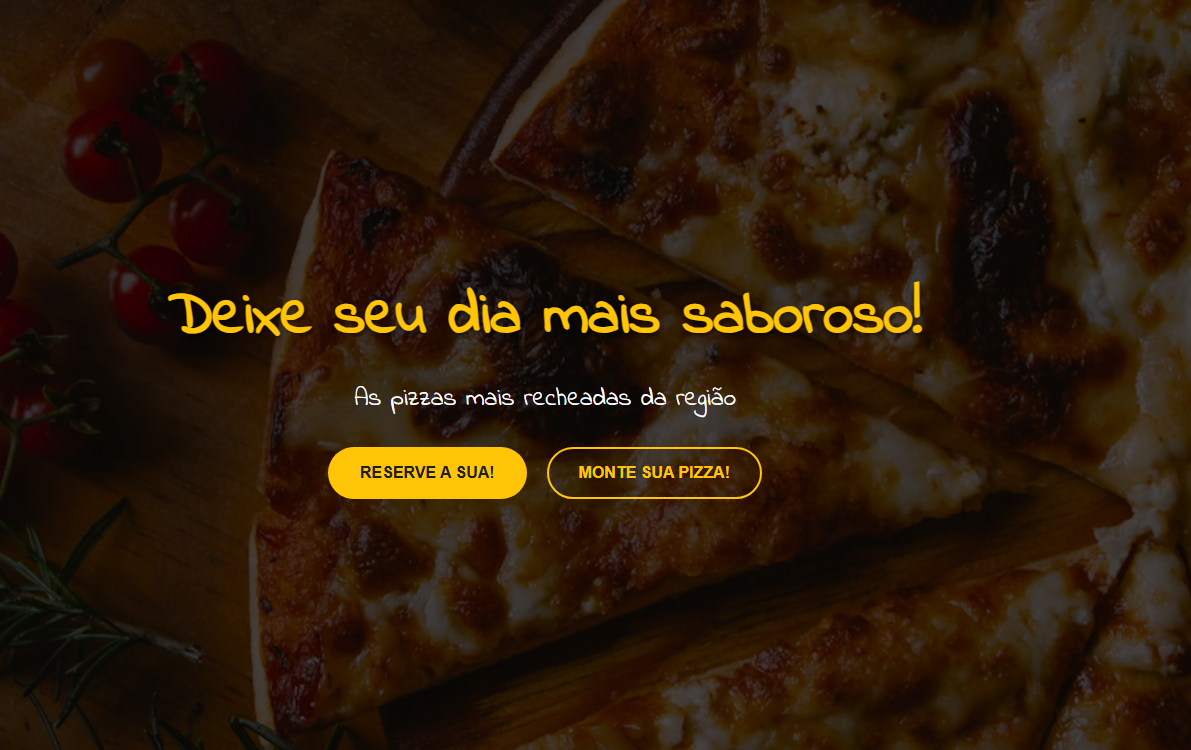 Deixe seu dia mais saboroso!
As pizzas mais recheadas da região
RESERVE A SUA! MONTE SUA PIZZA!